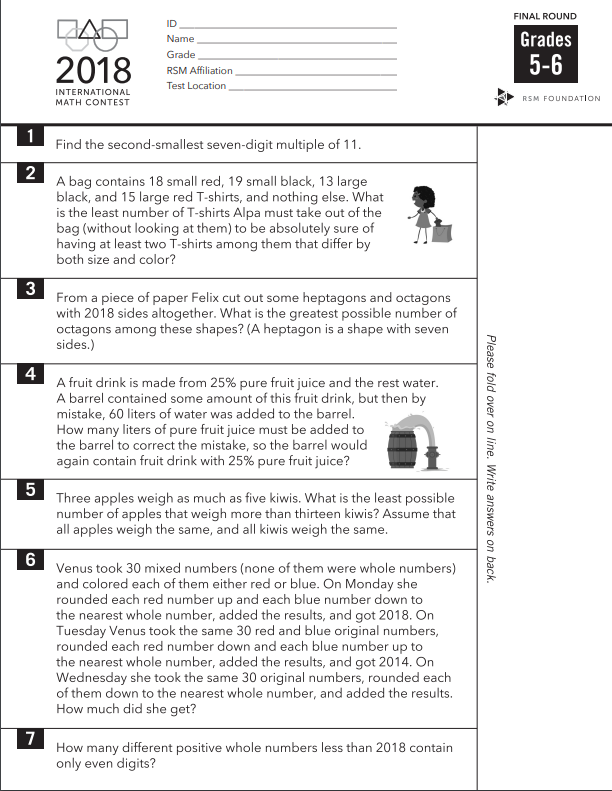 2018
INTERNATIONAL
MATH CONTEST
ID
Name
Grade
RSM Affiliation
Test Location
FINAL ROUND
Grades
5-6
RSM FOUNDATION
1
Find the second-smallest seven-digit multiple of 11.
2
A bag contains 18 small red, 19 small black, 13 large
black, and 15 large red T-shirts, and nothing else. What
is the least number of T-shirts Alpa must take out of the
bag (without looking at them) to be absolutely sure of
having at least two T-shirts among them that differ by
both size and color?
3
From a piece of paper Felix cut out some heptagons and octagons
with 2018 sides altogether. What is the greatest possible number of
octagons among these shapes? (A heptagon is a shape with seven
sides.)
4
A fruit drink is made from 25% pure fruit juice and the rest water.
A barrel contained some amount of this fruit drink, but then by
mistake, 60 liters of water was added to the barrel.
How many liters of pure fruit juice must be added to
the barrel to correct the mistake, so the barrel would
again contain fruit drink with 25% pure fruit juice?
5
Three apples weigh as much as five kiwis. What is the least possible
number of apples that weigh more than thirteen kiwis? Assume that
all apples weigh the same, and all kiwis weigh the same.
6
Venus took 30 mixed numbers (none of them were whole numbers)
and colored each of them either red or blue. On Monday she
rounded each red number up and each blue number down to
the nearest whole number, added the results, and got 2018. On
Tuesday Venus took the same 30 red and blue original numbers,
rounded each red number down and each blue number up to
the nearest whole number, added the results, and got 2014. On
Wednesday she took the same 30 original numbers, rounded each
of them down to the nearest whole number, and added the results.
How much did she get?
7
How many different positive whole numbers less than 2018 contain
only even digits?
Please fold over on line. Write answers on back.